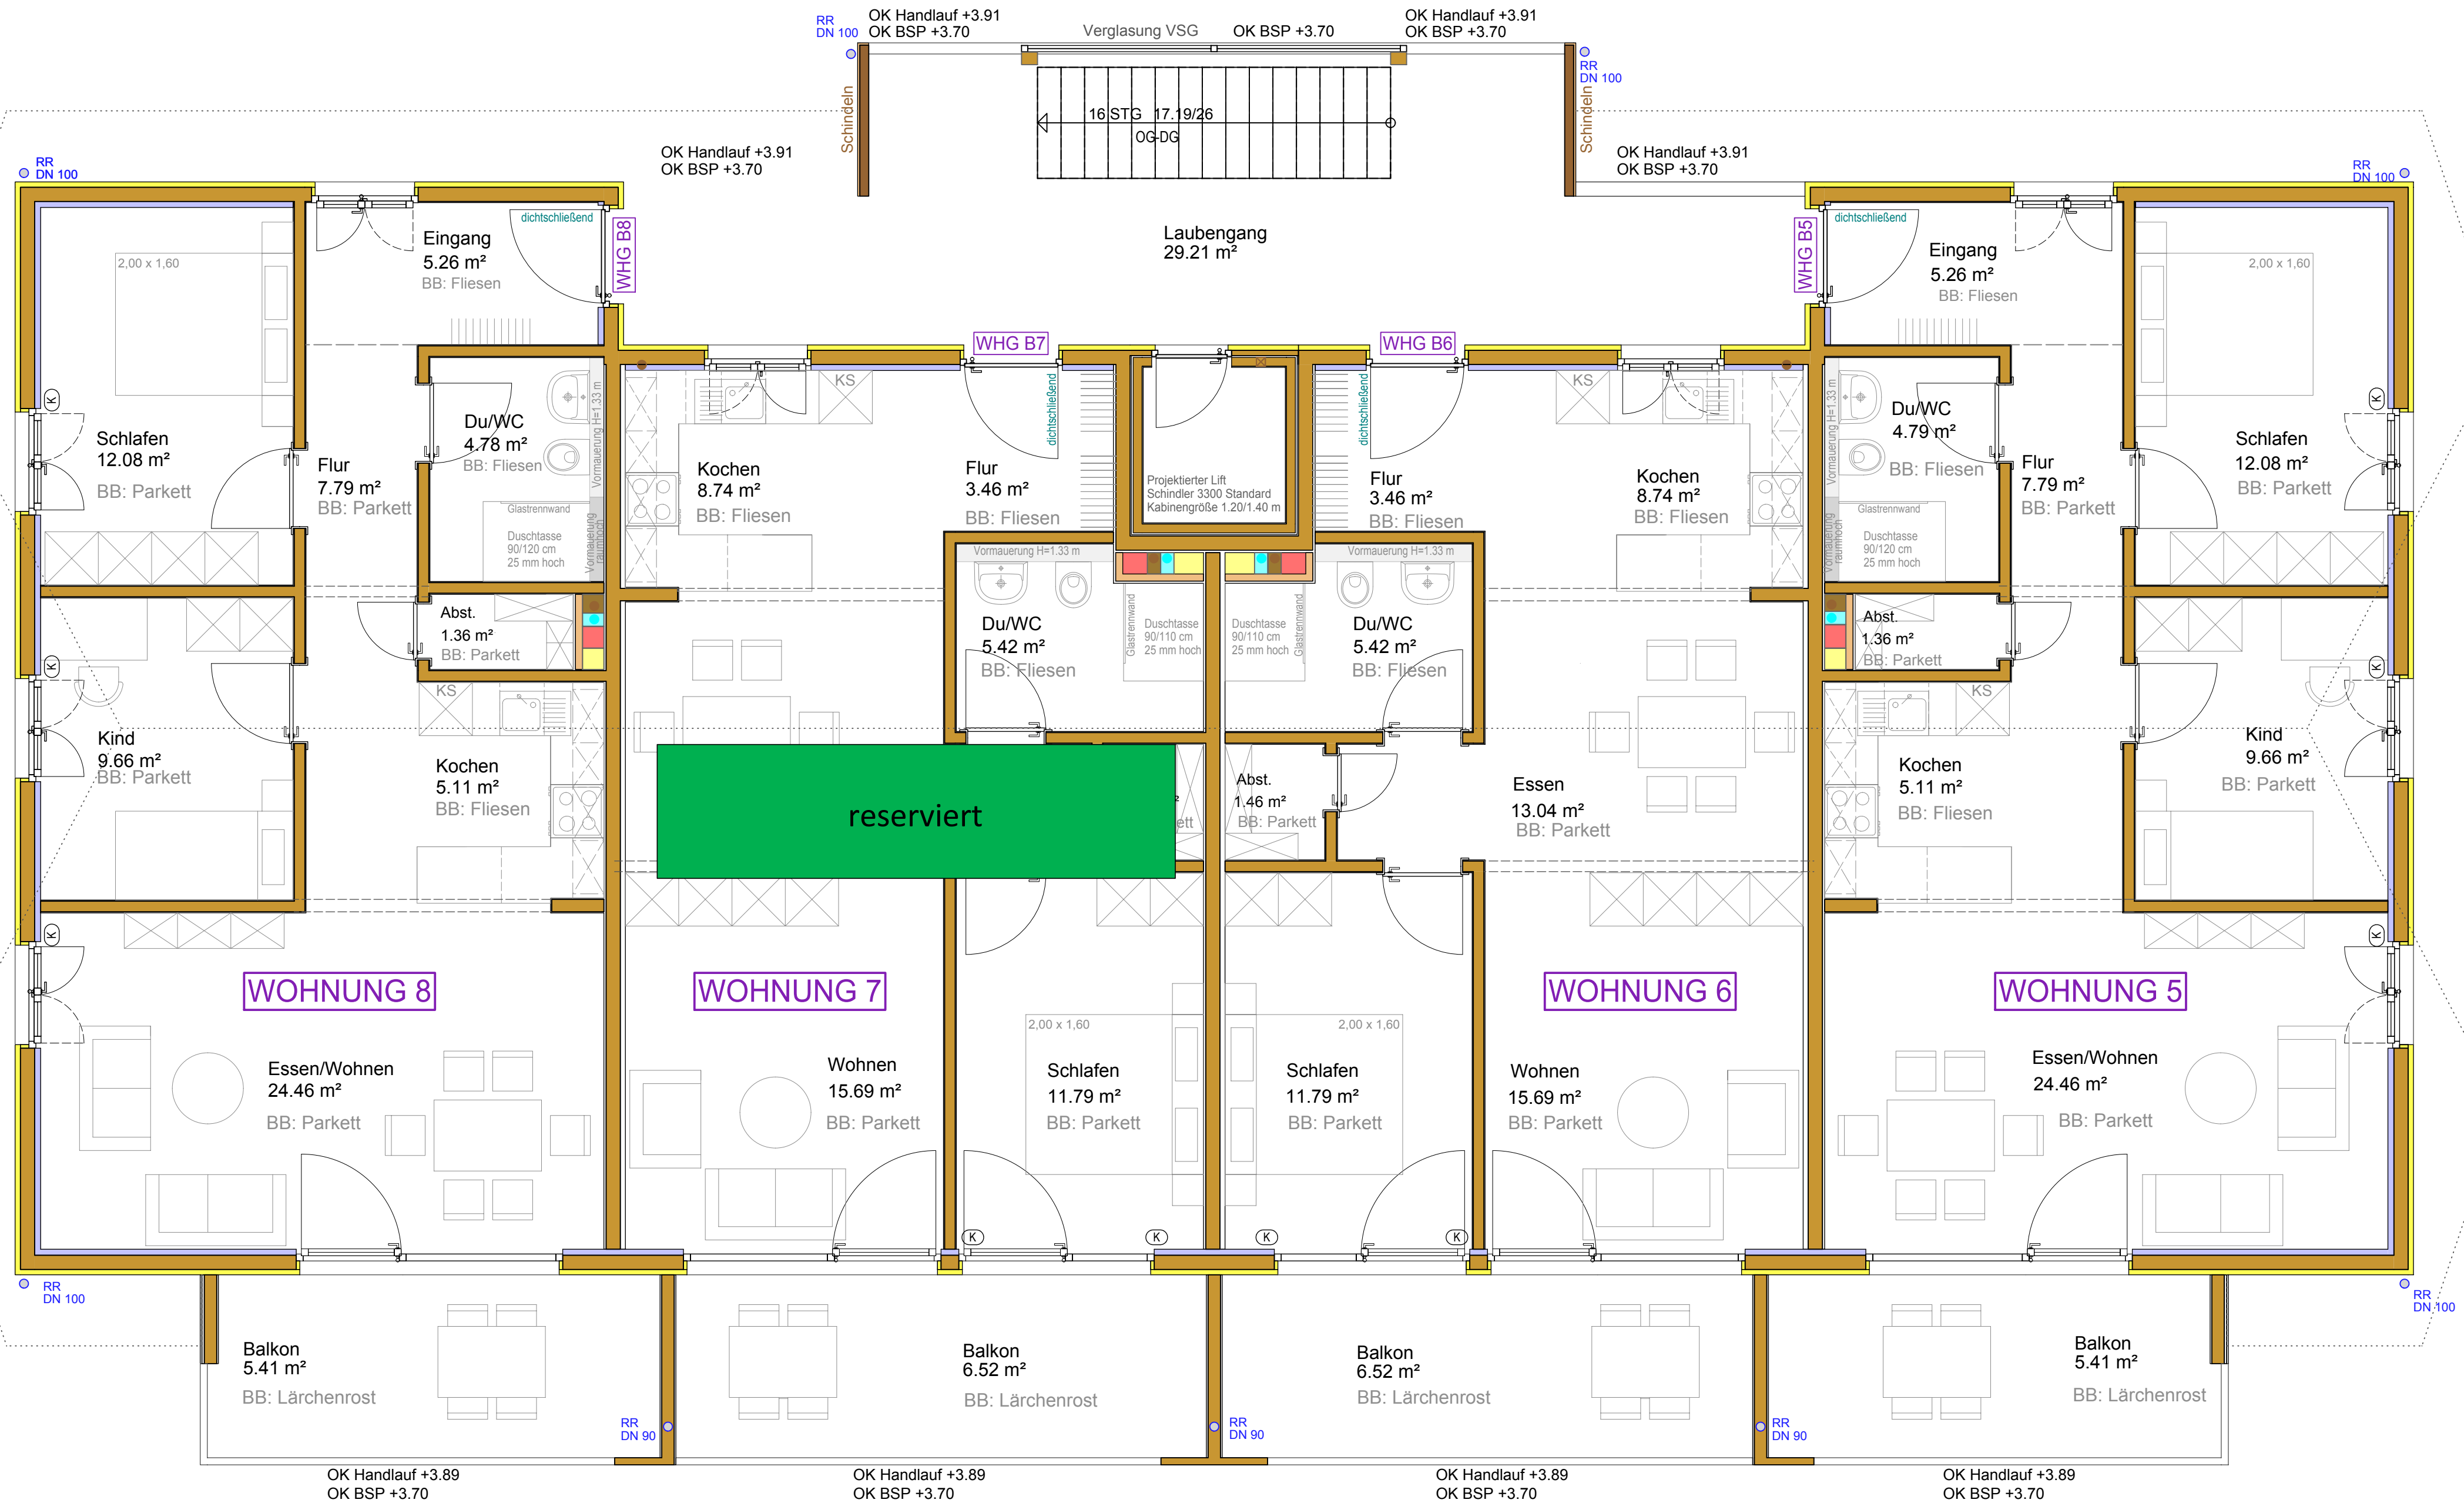 RR
DN 100
OK Handlauf +3.91
OK BSP +3.70
Verglasung VSG
OK BSP +3.70
OK Handlauf +3.91
OK BSP +3.70
RR
DN 100
Schindeln
Schindeln
16 STG 17.19/26
OG-DG
OK Handlauf +3.91
OK BSP +3.70
OK Handlauf +3.91
OK BSP +3.70
RR
DN 100
RR
DN 100
2,00 x 1,60
Eingang
5.26 m²
BB: Fliesen
dichtschließend
WHG B8
Laubengang
29.21 m²
WHG B5
dichtschließend
Eingang
5.26 m²
BB: Fliesen
2,00 x 1,60
WHG B7
WHG B6
K
Schlafen
12.08 m²
BB: Parkett
Flur
7.79 m²
BB: Parkett
Du/WC
4.78 m²
BB: Fliesen
Vormauerung H=1.33 m
Glastrennwand
Duschtasse
90/120 cm
25 mm hoch
Vormauerung
raumhoch
KS
Kochen
8.74 m²
BB: Fliesen
Flur
3.46 m²
BB: Fliesen
dichtschließend
Projektierter Lift
Schindler 3300 Standard
Kabinengröße 1.20/1.40 m
dichtschließend
Flur
3.46 m²
BB: Fliesen
KS
Kochen
8.74 m²
BB: Fliesen
Vormauerung H=1.33 m
Du/WC
4.79 m²
BB: Fliesen
Glastrennwand
Duschtasse
90/120 cm
25 mm hoch
Vormauerung
raumhoch
Flur
7.79 m²
BB: Parkett
K
Schlafen
12.08 m²
BB: Parkett
Vormauerung H=1.33 m
Vormauerung H=1.33 m
Abst.
1.36 m²
BB: Parkett
Du/WC
5.42 m²
BB: Fliesen
Glastrennwand
Duschtasse
90/110 cm
25 mm hoch
Duschtasse
90/110 cm
25 mm hoch
Glastrennwand
Du/WC
5.42 m²
BB: Fliesen
Abst.
1.36 m²
BB: Parkett
K
K
KS
KS
Kind
9.66 m²
BB: Parkett
Kochen
5.11 m²
BB: Fliesen
reserviert
ett
Abst.
1.46 m²
BB: Parkett
Essen
13.04 m²
BB: Parkett
Kochen
5.11 m²
BB: Fliesen
Kind
9.66 m²
BB: Parkett
K
K
WOHNUNG 8
WOHNUNG 7
WOHNUNG 6
WOHNUNG 5
2,00 x 1,60
2,00 x 1,60
Essen/Wohnen
24.46 m²
BB: Parkett
Wohnen
15.69 m²
BB: Parkett
Schlafen
11.79 m²
BB: Parkett
Schlafen
11.79 m²
BB: Parkett
Wohnen
15.69 m²
BB: Parkett
Essen/Wohnen
24.46 m²
BB: Parkett
K
K
K
K
RR
DN 100
RR
DN 100
Balkon
5.41 m²
BB: Lärchenrost
Balkon
6.52 m²
BB: Lärchenrost
Balkon
6.52 m²
BB: Lärchenrost
Balkon
5.41 m²
BB: Lärchenrost
RR
DN 90
RR
DN 90
RR
DN 90
OK Handlauf +3.89
OK BSP +3.70
OK Handlauf +3.89
OK BSP +3.70
OK Handlauf +3.89
OK BSP +3.70
OK Handlauf +3.89
OK BSP +3.70